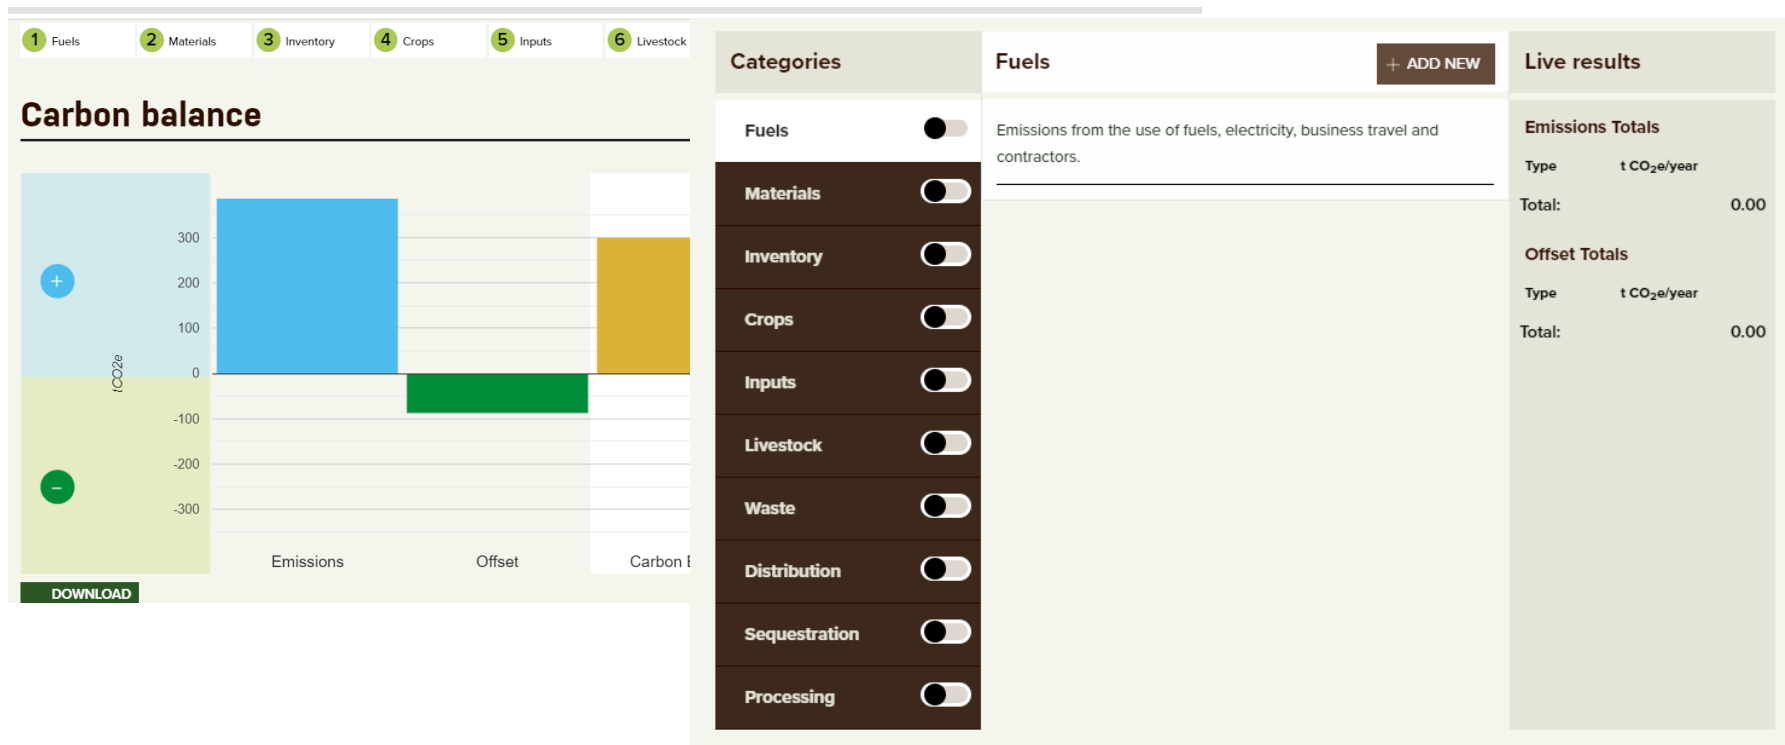 1 Fuels 2 Materials 3 Inventory 4 Crops 5 Inputs 6 Livestock
Carbon balance
300
200
100
0
-100
-200
-300
+
−
tCO2e
Emissions Offset Carbon
DOWNLOAD
Categories
Fuels
Materials
Inventory
Crops
Inputs
Livestock
Waste
Distribution
Sequestration
Processing
Fuels
+ ADD NEW
Emissions from the use of fuels, electricity, business travel and
contractors.
Live results
Emissions Totals
Type t CO₂e/year
Total: 0.00
Offset Totals
Type t CO₂e/year
Total: 0.00